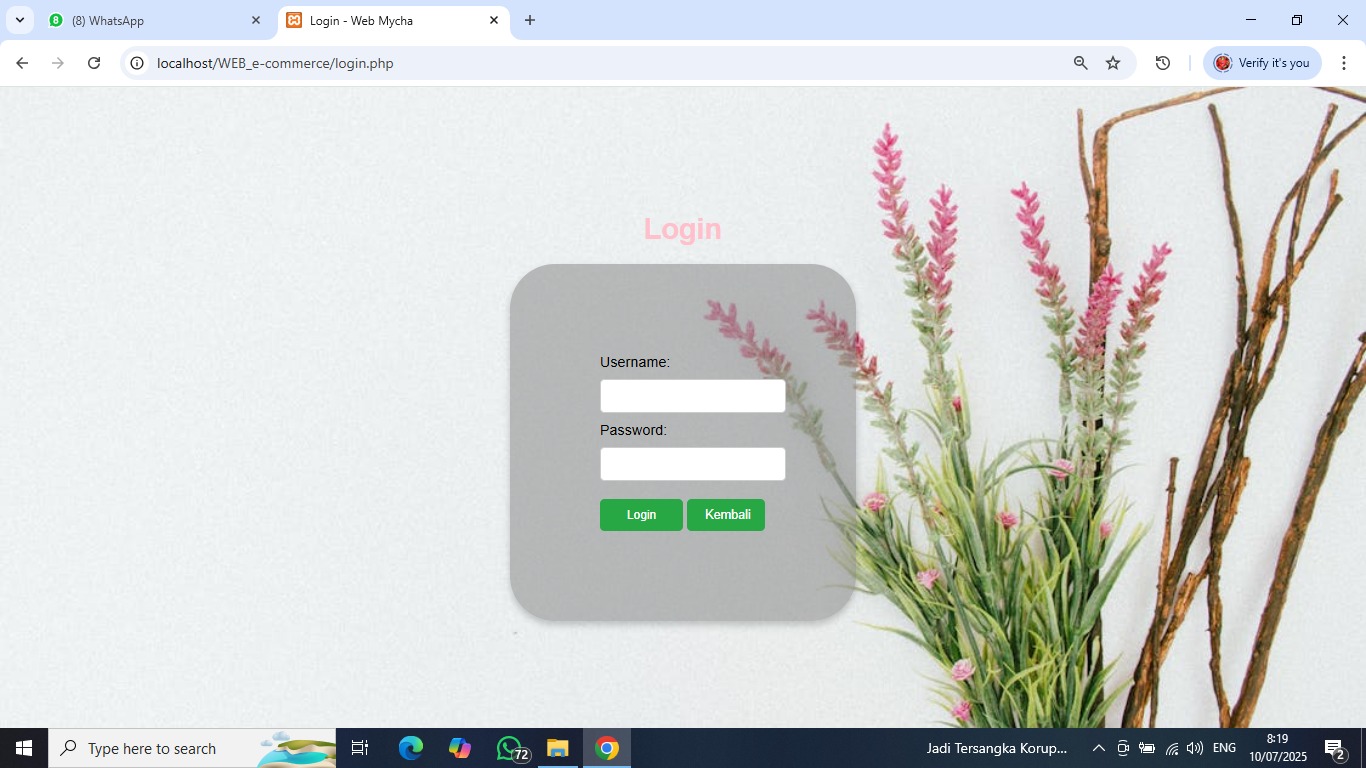 (8) WhatsApp
Login - Web Mycha
localhost/WEB_e-commerce/login.php
Verify it's you
Login
Username:
Password:
Login
Kembali
Type here to search
72
Jadi Tersangka Korup...
ENG
8:19
10/07/2025
2